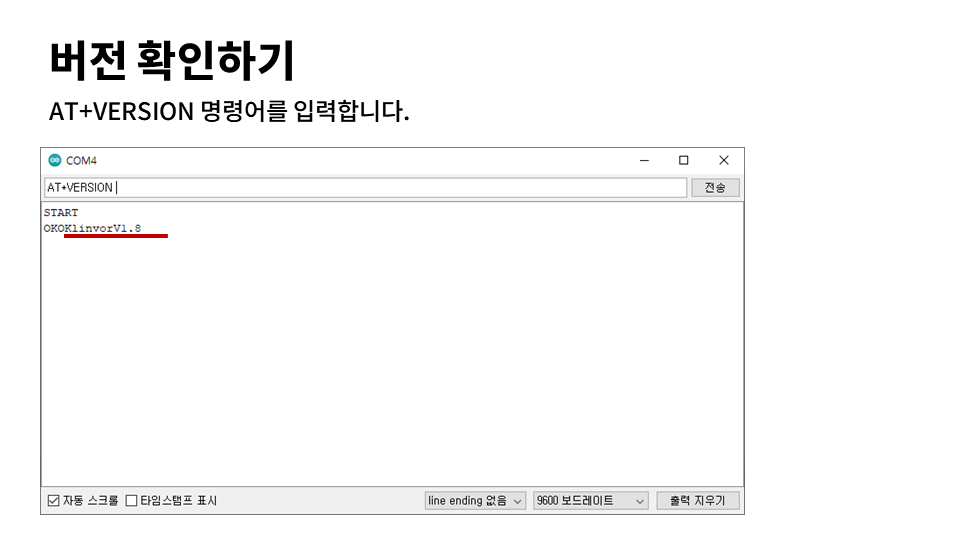 버전 확인하기
AT+VERSION 명령어를 입력합니다.
COM4
AT+VERSION
전송
START
OKOKlinvorV1.8
자동 스크롤 타임스탬프 표시 line ending 없음 9600 보드레이트 출력 지우기